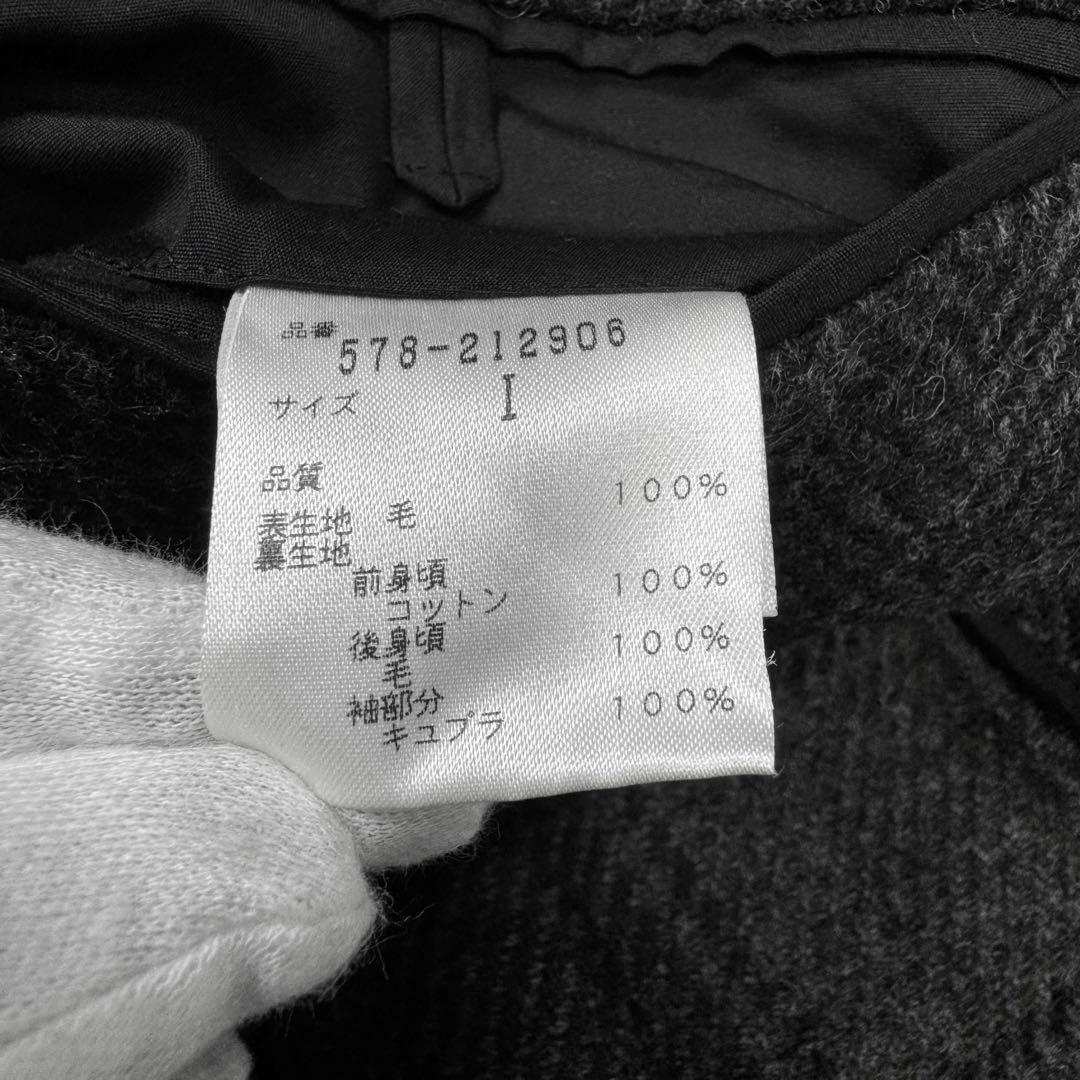 品番 578-212906
サイズ I
品質
表生地 毛 100%
裏生地
前身頃
コットン 100%
後身頃
毛 100%
袖部分
キュプラ 100%